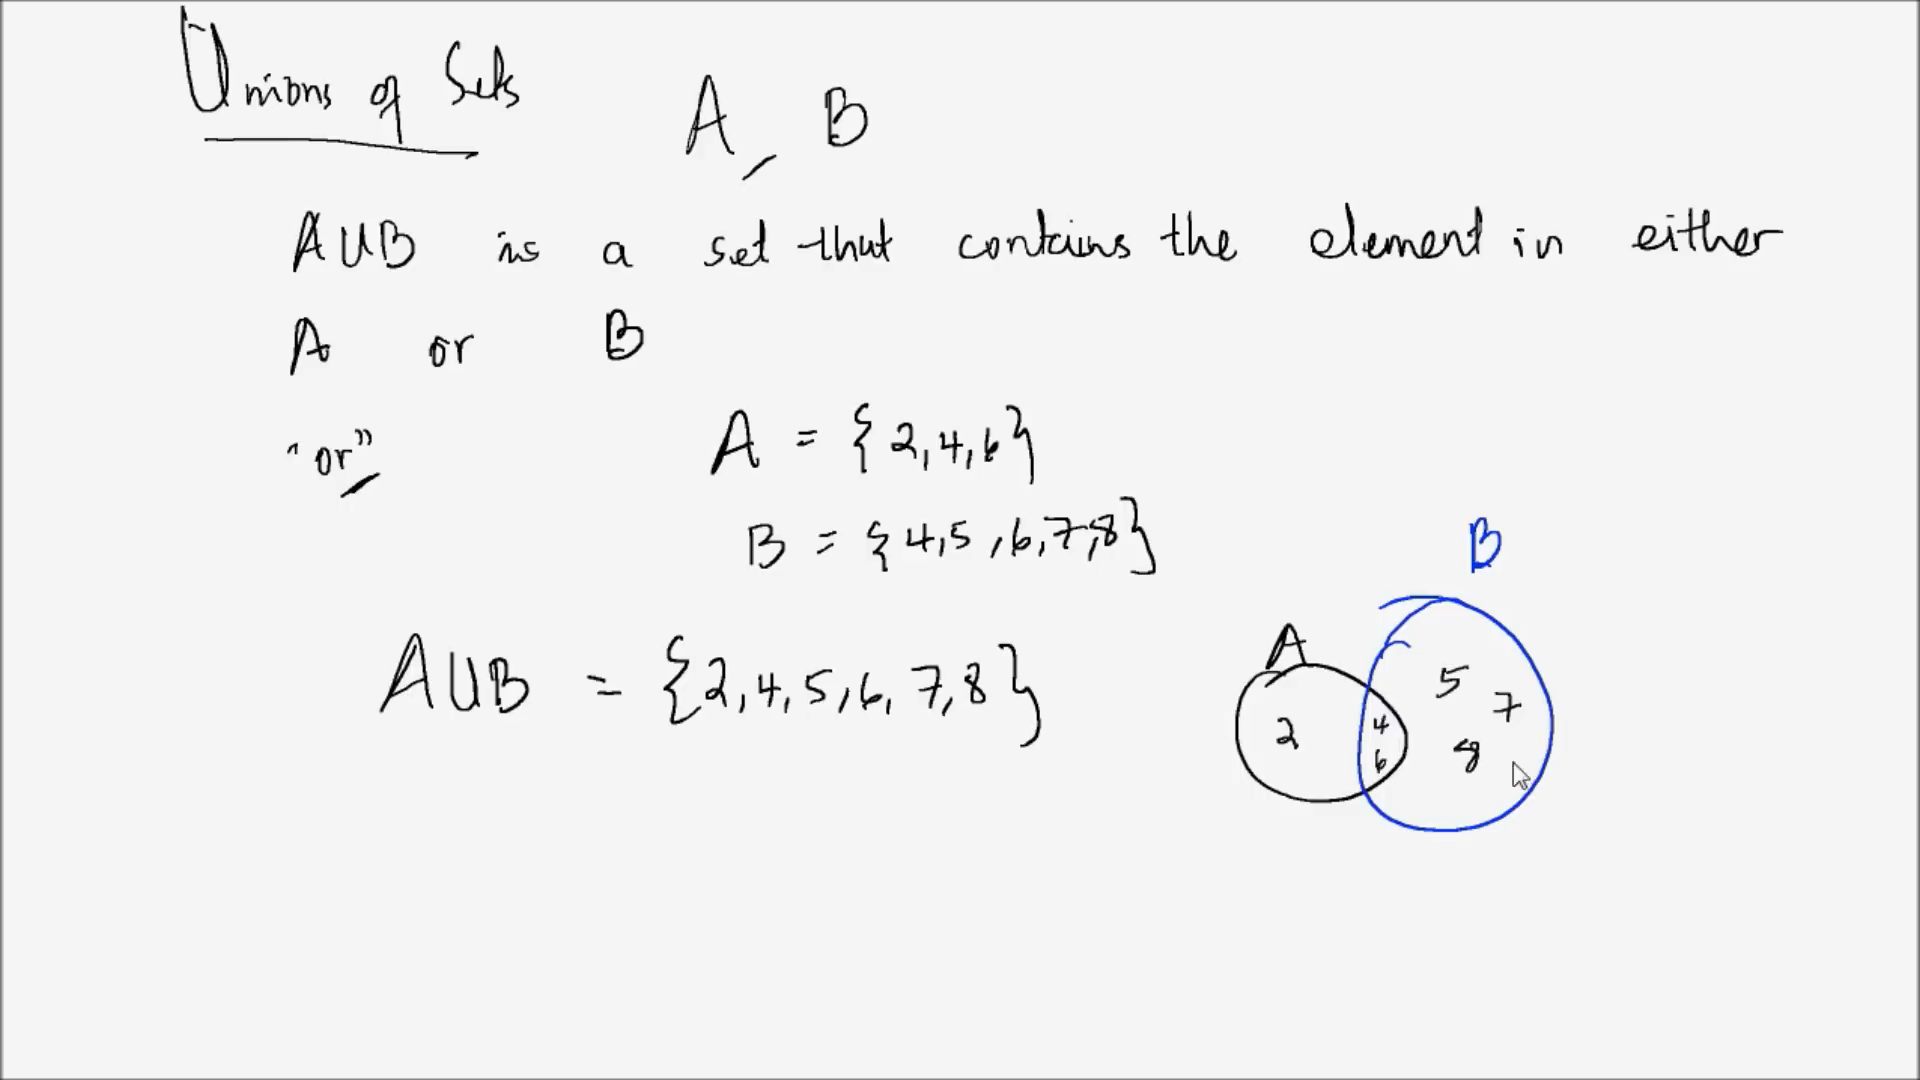 Unions of Sets
A, B
AUB is a set that contains the element in either
A or B
"or"
A = {2,4,6}
B = {4,5,6,7,8}
B
AUB = {2,4,5,6,7,8}
A
5
7
2
4
8
6